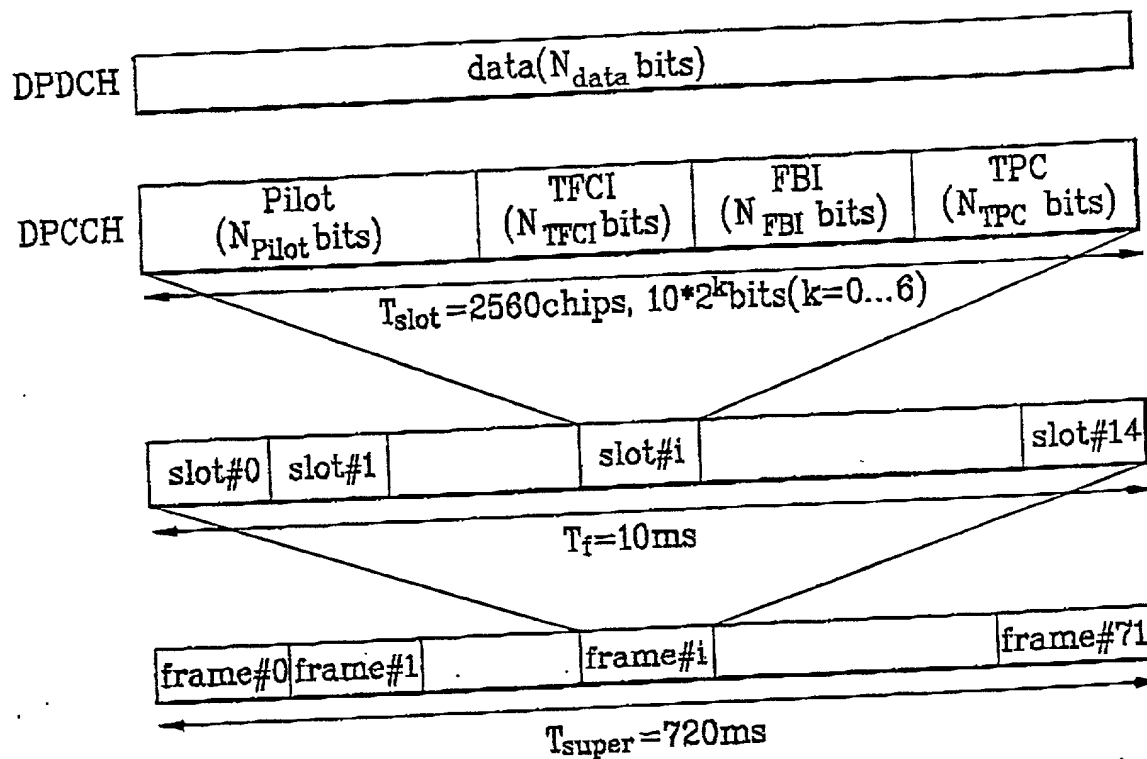 DPDCH data(N_data bits)
DPCCH Pilot (N_Pilot bits) TFCI (N_TFCI bits) FBI (N_FBI bits) TPC (N_TPC bits)
T_slot=2560chips, 10*2^k bits(k=0...6)
slot#0 slot#1 slot#i slot#14
T_f=10ms
frame#0 frame#1 frame#i frame#71
T_super=720ms